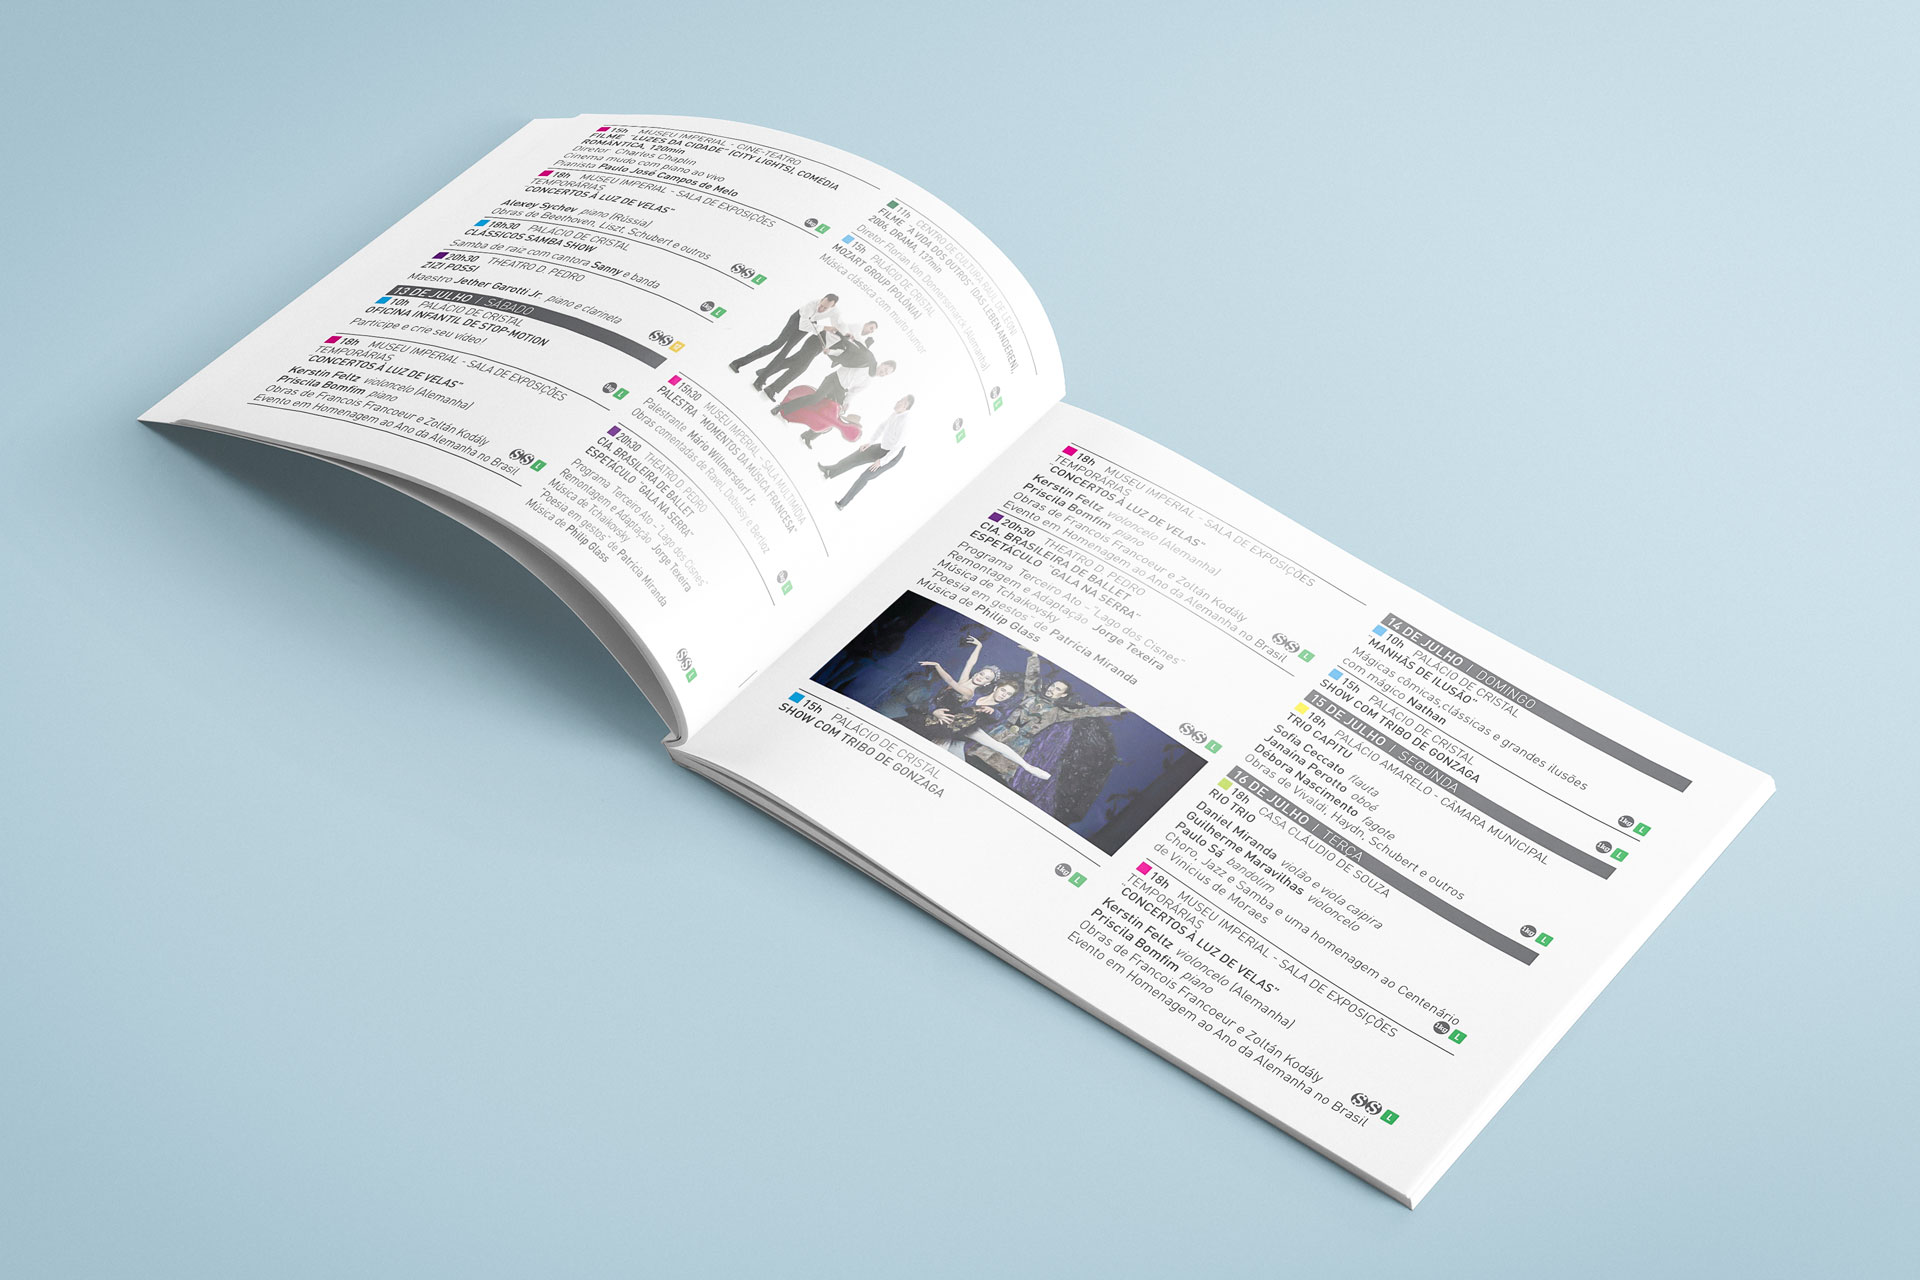 15h MUSEU IMPERIAL - CINE-TEATRO
FILME "LUZES DA CIDADE" (CITY LIGHTS), COMÉDIA
ROMÂNTICA, 120min
Diretor Charles Chaplin
Cinema mudo com piano ao vivo
Pianista Paulo José Campos de Melo
18h MUSEU IMPERIAL - SALA DE EXPOSIÇÕES
TEMPORÁRIAS
"CONCERTOS À LUZ DE VELAS"
Alexey Sychev piano (Rússia)
Obras de Beethoven, Liszt, Schubert e outros
1kg L
18h30 PALÁCIO DE CRISTAL
CLÁSSICOS SAMBA SHOW
Samba de raiz com cantora Sanny e banda
$$ L
20h30 THEATRO D. PEDRO
ZIZI POSSI
Maestro Jether Garotti Jr. piano e clarineta
1kg L
13 DE JULHO | SÁBADO
10h PALÁCIO DE CRISTAL
OFICINA INFANTIL DE STOP-MOTION
Participe e crie seu vídeo!
$$
18h MUSEU IMPERIAL - SALA DE EXPOSIÇÕES
TEMPORÁRIAS
"CONCERTOS À LUZ DE VELAS"
Kerstin Feltz violoncelo (Alemanha)
Priscila Bomfim piano
Obras de Francois Francoeur e Zoltán Kodály
Evento em Homenagem ao Ano da Alemanha no Brasil
1kg L
$$ L
11h CENTRO DE CULTURA RAUL DE LEONI
FILME "A VIDA DOS OUTROS" (DAS LEBEN ANDEREN),
2006, DRAMA, 137min
Diretor Florian Von Donnersmarck (Alemanha)
15h PALÁCIO DE CRISTAL
MOZART GROUP (POLÔNIA)
Música clássica com muito humor
L
L
15h30 MUSEU IMPERIAL - SALA MULTIMÍDIA
PALESTRA "MOMENTOS DA MÚSICA FRANCESA"
Palestrante Mário Willmersdorf Jr.
Obras comentadas de Ravel, Debussy e Berlioz
20h30 THEATRO D. PEDRO
CIA. BRASILEIRA DE BALLET
ESPETÁCULO "GALA NA SERRA"
Programa Terceiro Ato - "Lago dos Cisnes"
Remontagem e Adaptação Jorge Texeira
Música de Tchaikovsky
"Poesia em gestos" de Patrícia Miranda
Música de Philip Glass
L
$$ L
18h MUSEU IMPERIAL - SALA DE EXPOSIÇÕES
TEMPORÁRIAS
"CONCERTOS À LUZ DE VELAS"
Kerstin Feltz violoncelo (Alemanha)
Priscila Bomfim piano
Obras de Francois Francoeur e Zoltán Kodály
Evento em Homenagem ao Ano da Alemanha no Brasil
$$ L
20h30 THEATRO D. PEDRO
CIA. BRASILEIRA DE BALLET
ESPETÁCULO "GALA NA SERRA"
Programa Terceiro Ato - "Lago dos Cisnes"
Remontagem e Adaptação Jorge Texeira
Música de Tchaikovsky
"Poesia em gestos" de Patrícia Miranda
Música de Philip Glass
$$ L
15h PALÁCIO DE CRISTAL
SHOW COM TRIBO DE GONZAGA
1kg L
14 DE JULHO | DOMINGO
10h PALÁCIO DE CRISTAL
"MANHÃS DE ILUSÃO"
Mágicas cômicas,clássicas e grandes ilusões
com mágico Nathan
1kg L
15h PALÁCIO DE CRISTAL
SHOW COM TRIBO DE GONZAGA
1kg L
15 DE JULHO | SEGUNDA
18h PALÁCIO AMARELO - CÂMARA MUNICIPAL
TRIO CAPITU
Sofia Ceccato flauta
Janaína Perotto oboé
Débora Nascimento fagote
Obras de Vivaldi, Haydn, Schubert e outros
1kg L
16 DE JULHO | TERÇA
18h CASA CLÁUDIO DE SOUZA
RIO TRIO
Daniel Miranda violão e viola caipira
Guilherme Maravilhas violoncelo
Paulo Sá bandolim
Choro, Jazz e Samba e uma homenagem ao Centenário
de Vinicius de Moraes
1kg L
18h MUSEU IMPERIAL - SALA DE EXPOSIÇÕES
TEMPORÁRIAS
"CONCERTOS À LUZ DE VELAS"
Kerstin Feltz violoncelo (Alemanha)
Priscila Bomfim piano
Obras de Francois Francoeur e Zoltán Kodály
Evento em Homenagem ao Ano da Alemanha no Brasil
$$ L